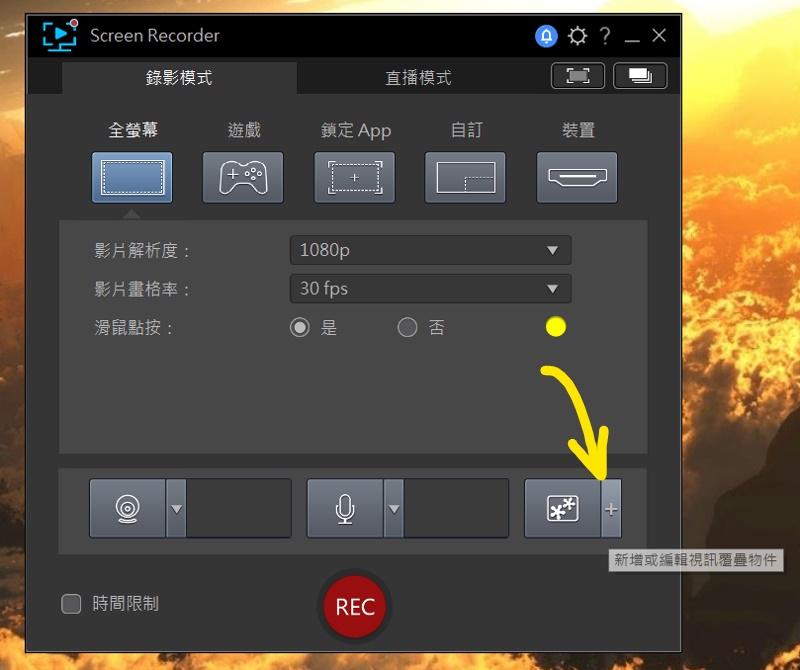 Screen Recorder
錄影模式 直播模式
全螢幕 遊戲 鎖定 App 自訂 裝置
影片解析度： 1080p
影片畫格率： 30 fps
滑鼠點按： 是 否
新增或編輯視訊覆疊物件
時間限制 REC